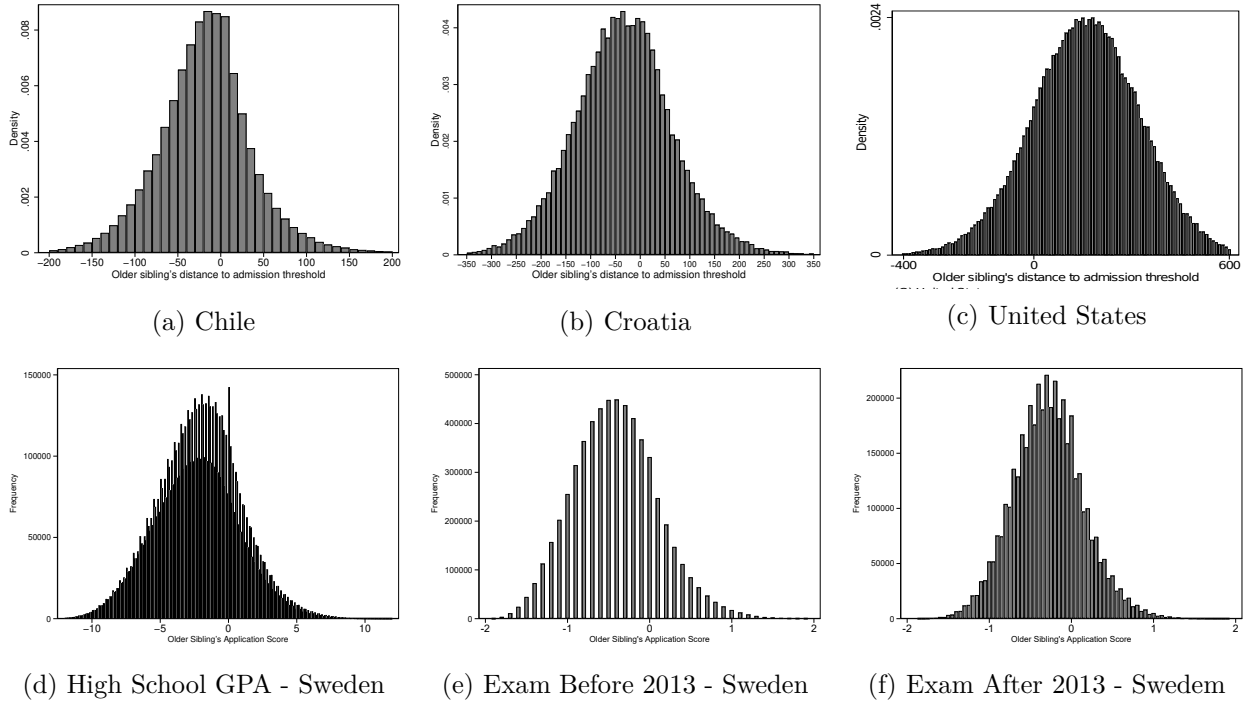 .008
.006
.004
.002
0
Density
−200 −150 −100 −50 0 50 100 150 200
Older sibling's distance to admission threshold
(a) Chile
.004
.003
.002
.001
0
Density
−350 −300 −250 −200 −150 −100 −50 0 50 100 150 200 250 300 350
Older sibling's distance to admission threshold
(b) Croatia
.0024
0
Density
-400 0 600
Older sibling's distance to admission threshold
(c) United States
150000
100000
50000
0
Frequency
−10 −5 0 5 10
Older Sibling's Application Score
(d) High School GPA - Sweden
500000
400000
300000
200000
100000
0
Frequency
-2 -1 0 1 2
Older Sibling's Application Score
(e) Exam Before 2013 - Sweden
200000
150000
100000
50000
0
Frequency
-2 -1 0 1 2
Older Sibling's Application Score
(f) Exam After 2013 - Swedem